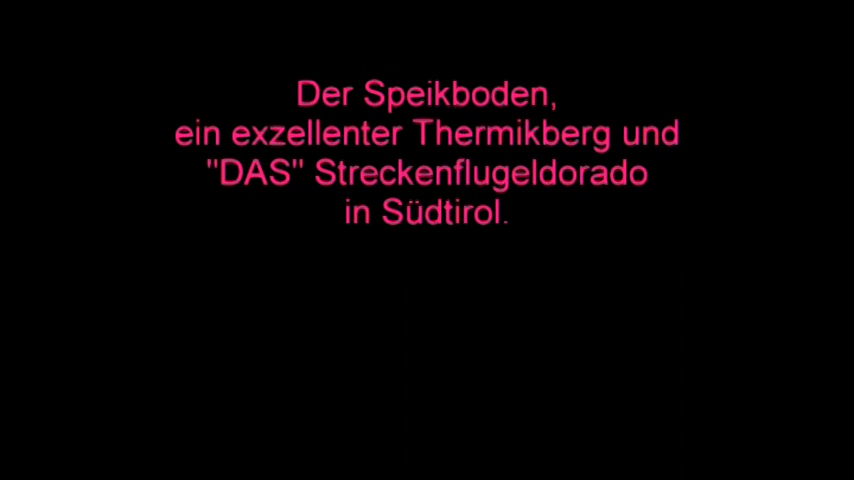 Der Speikboden,
ein exzellenter Thermikberg und
"DAS" Streckenflugeldorado
in Südtirol.